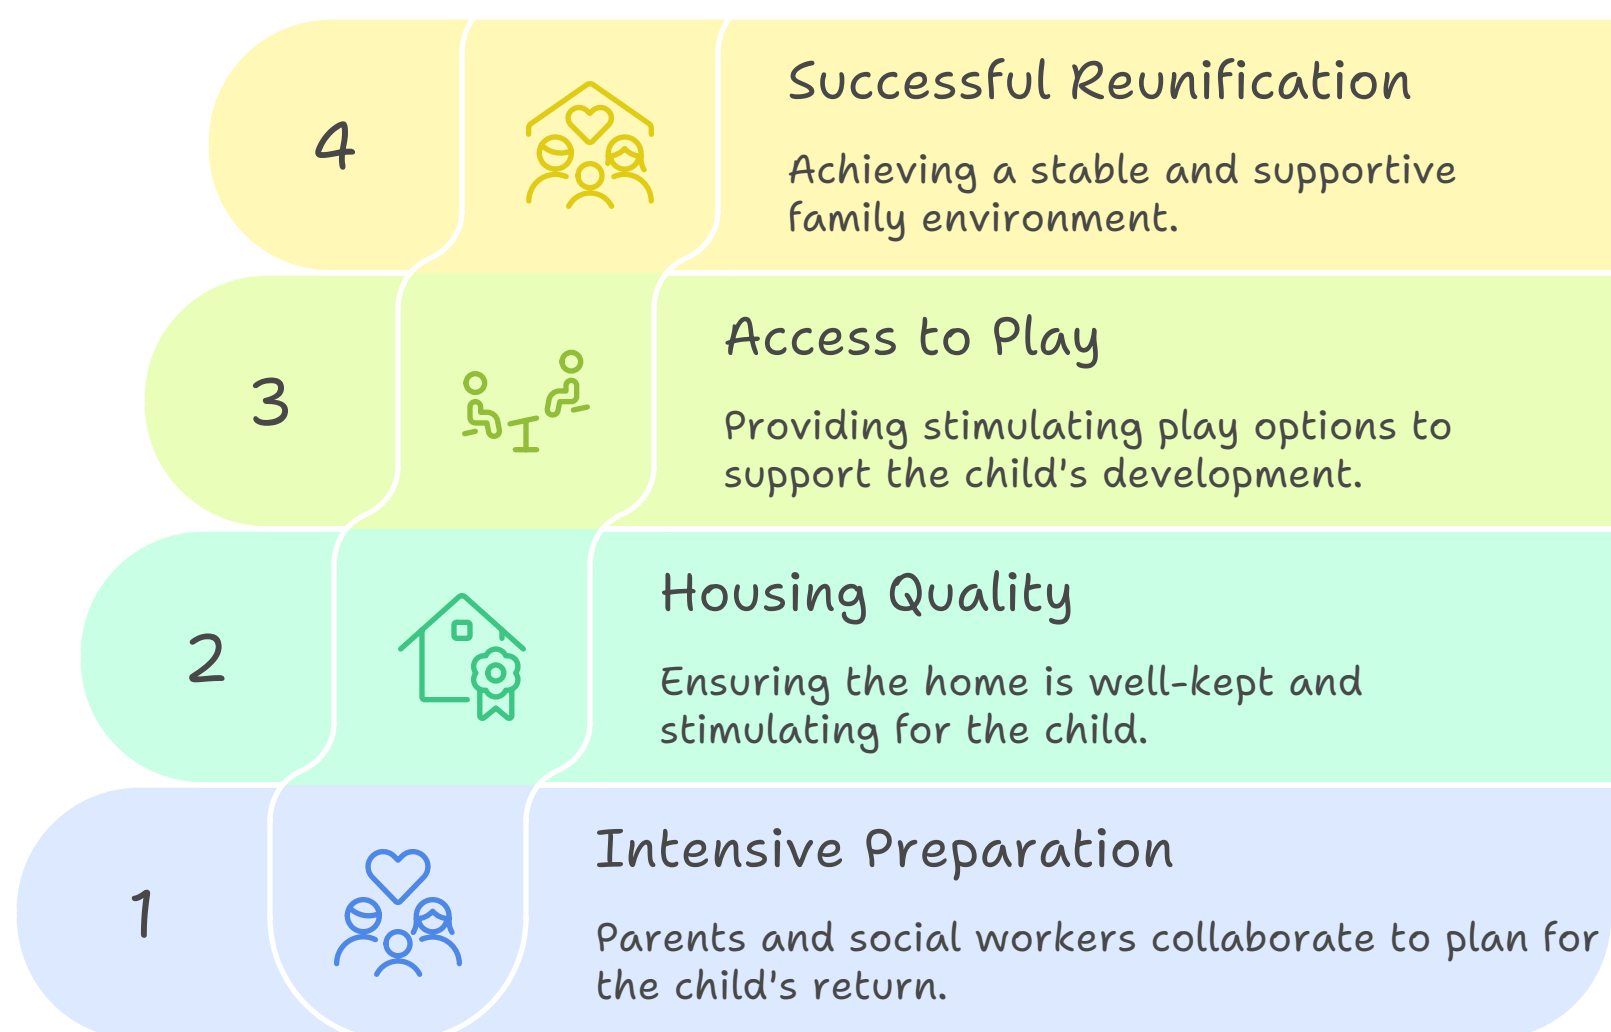 4
Successful Reunification
Achieving a stable and supportive
family environment.
3
Access to Play
Providing stimulating play options to
support the child's development.
2
Housing Quality
Ensuring the home is well-kept and
stimulating for the child.
1
Intensive Preparation
Parents and social workers collaborate to plan for
the child's return.